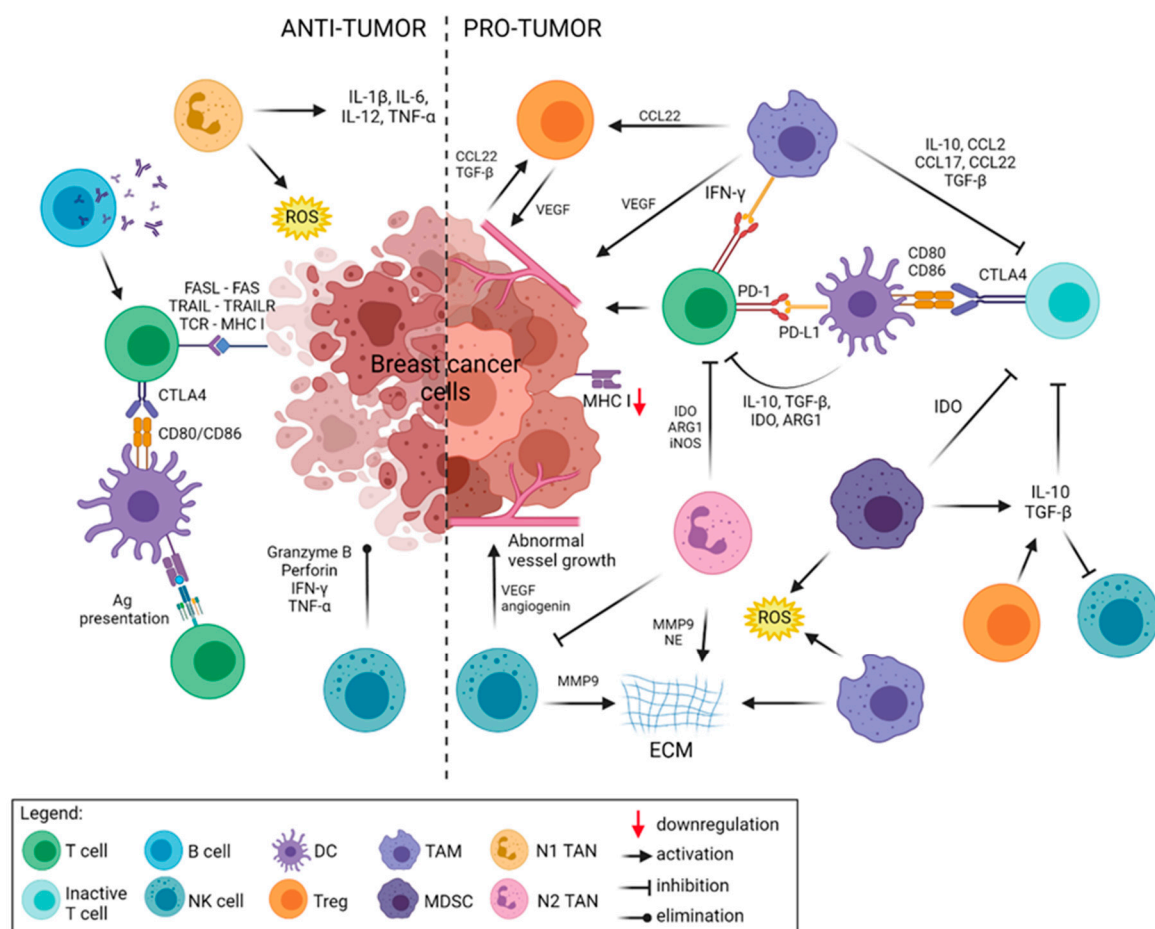 ANTI-TUMOR
PRO-TUMOR
IL-1β, IL-6,
IL-12, TNF-α
ROS
FASL - FAS
TRAIL - TRAILR
TCR - MHC I
CTLA4
CD80/CD86
Ag
presentation
Granzyme B
Perforin
IFN-γ
TNF-α
Breast cancer
cells
CCL22
TGF-β
VEGF
CCL22
VEGF
IFN-γ
IL-10, CCL2
CCL17, CCL22
TGF-β
PD-1
PD-L1
CD80
CD86
CTLA4
MHC I
IDO
ARG1
iNOS
IL-10, TGF-β,
IDO, ARG1
IDO
IL-10
TGF-β
Abnormal
vessel growth
VEGF
angiogenin
MMP9
NE
ROS
MMP9
ECM
Legend:
T cell
B cell
DC
TAM
N1 TAN
Inactive
T cell
NK cell
Treg
MDSC
N2 TAN
downregulation
activation
inhibition
elimination